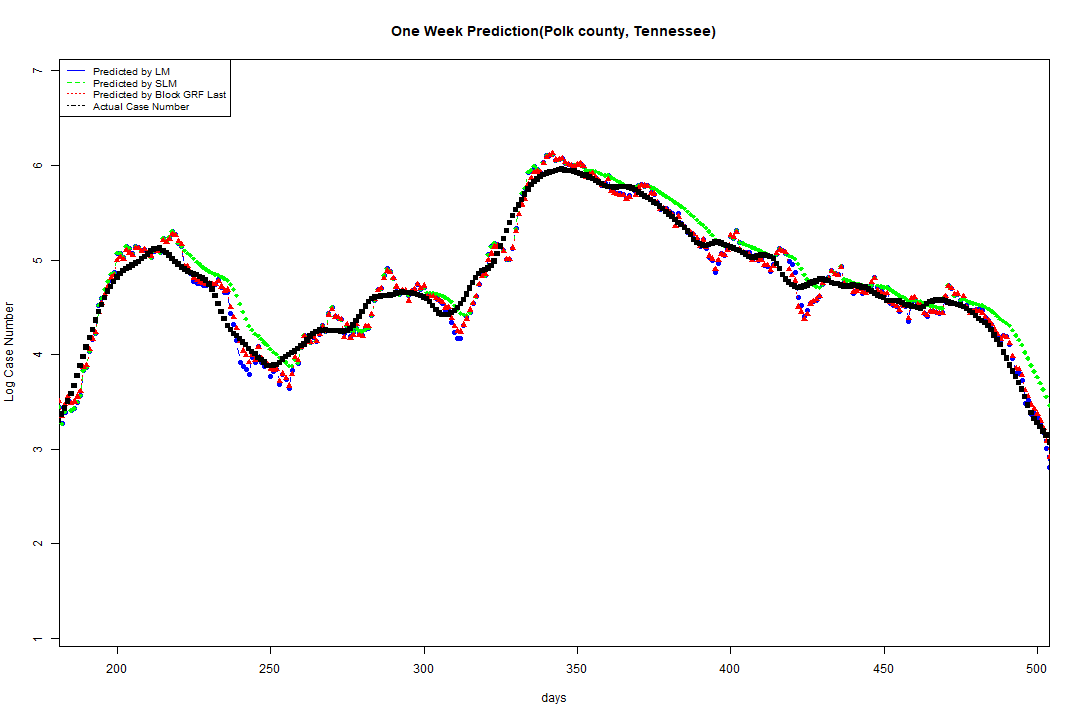 One Week Prediction(Polk county, Tennessee)
Predicted by LM
Predicted by SLM
Predicted by Block GRF Last
Actual Case Number
7
6
5
4
3
2
1
Log Case Number
200 250 300 350 400 450 500
days